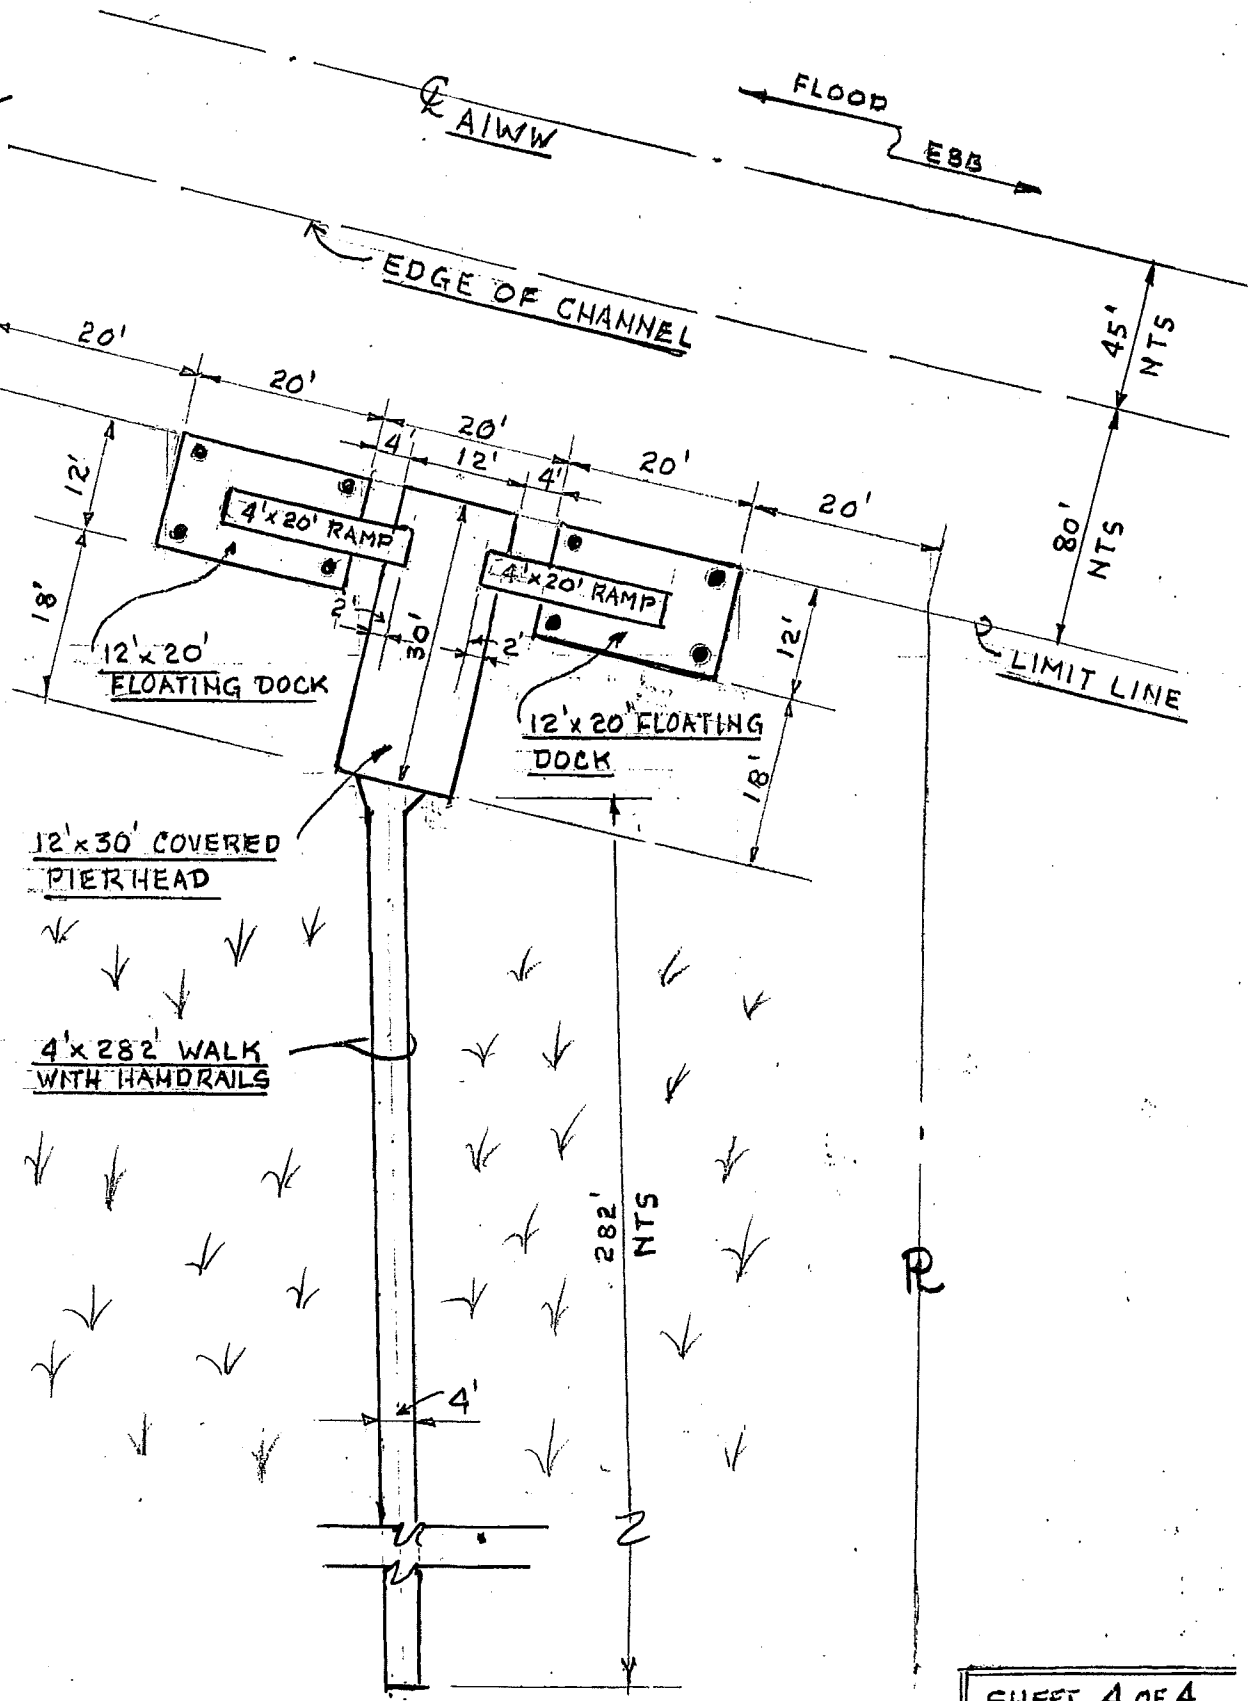 FLOOD
℄ AIWW
EBB
EDGE OF CHANNEL
45'
NTS
20'
20'
20'
20'
20'
4'
12'
4'
80'
NTS
12'
18'
4'x20' RAMP
4'x20' RAMP
2'
30'
2'
12'
18'
LIMIT LINE
12'x20'
FLOATING DOCK
12'x20" FLOATING
DOCK
12'x30' COVERED
PIERHEAD
4'x282' WALK
WITH HANDRAILS
282'
NTS
PL
4'
SHEET 4 OF 4